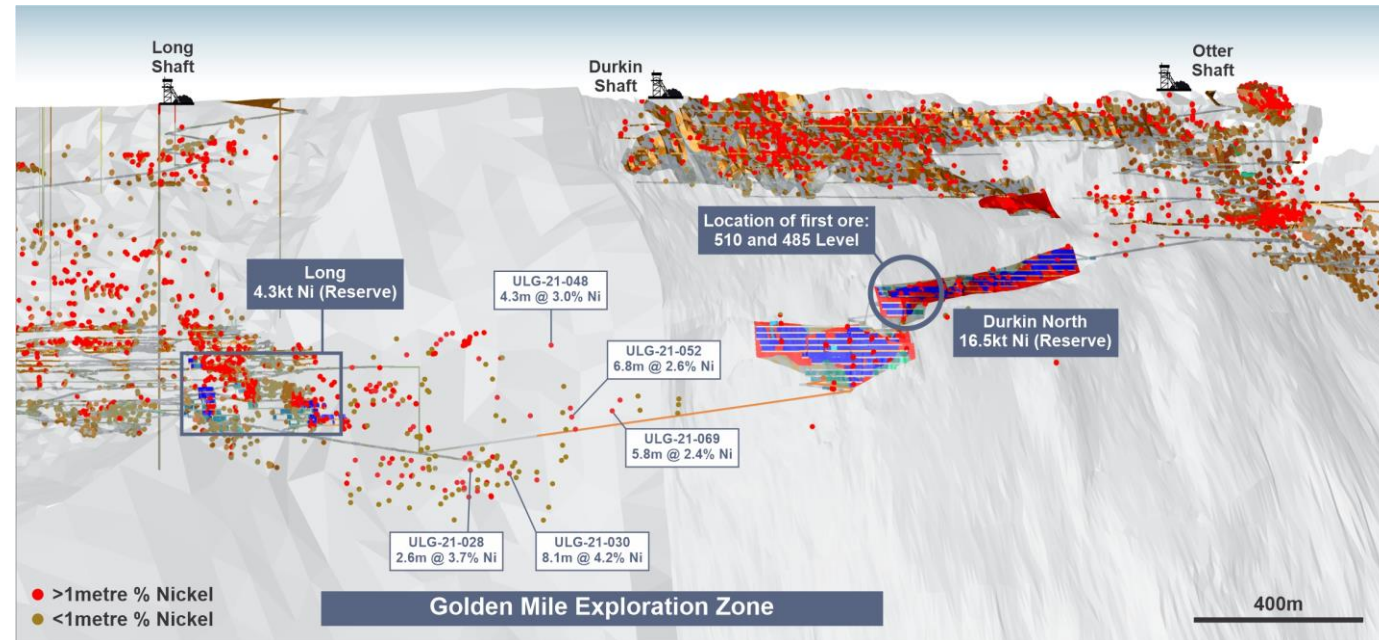 Long
Shaft
Durkin
Shaft
Otter
Shaft
Location of first ore:
510 and 485 Level
Long
4.3kt Ni (Reserve)
ULG-21-048
4.3m @ 3.0% Ni
ULG-21-052
6.8m @ 2.6% Ni
Durkin North
16.5kt Ni (Reserve)
ULG-21-069
5.8m @ 2.4% Ni
ULG-21-028
2.6m @ 3.7% Ni
ULG-21-030
8.1m @ 4.2% Ni
>1metre % Nickel
<1metre % Nickel
Golden Mile Exploration Zone
400m